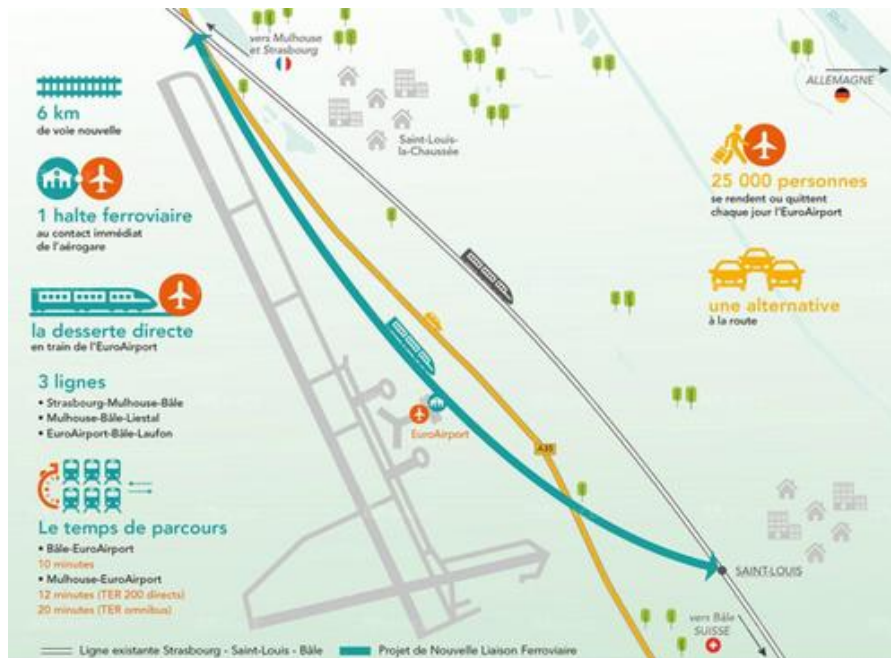 vers Mulhouse
et Strasbourg
ALLEMAGNE
6 km
de voie nouvelle
Saint-Louis-
la-Chaussée
25 000 personnes
se rendent ou quittent
chaque jour l'EuroAirport
1 halte ferroviaire
au contact immédiat
de l'aérogare
une alternative
à la route
la desserte directe
en train de l'EuroAirport
3 lignes
• Strasbourg-Mulhouse-Bâle
• Mulhouse-Bâle-Liestal
• EuroAirport-Bâle-Laufon
EuroAirport
A35
Le temps de parcours
• Bâle-EuroAirport
10 minutes
• Mulhouse-EuroAirport
12 minutes (TER 200 directs)
20 minutes (TER omnibus)
SAINT-LOUIS
vers Bâle
SUISSE
Ligne existante Strasbourg - Saint-Louis - Bâle
Projet de Nouvelle Liaison Ferroviaire